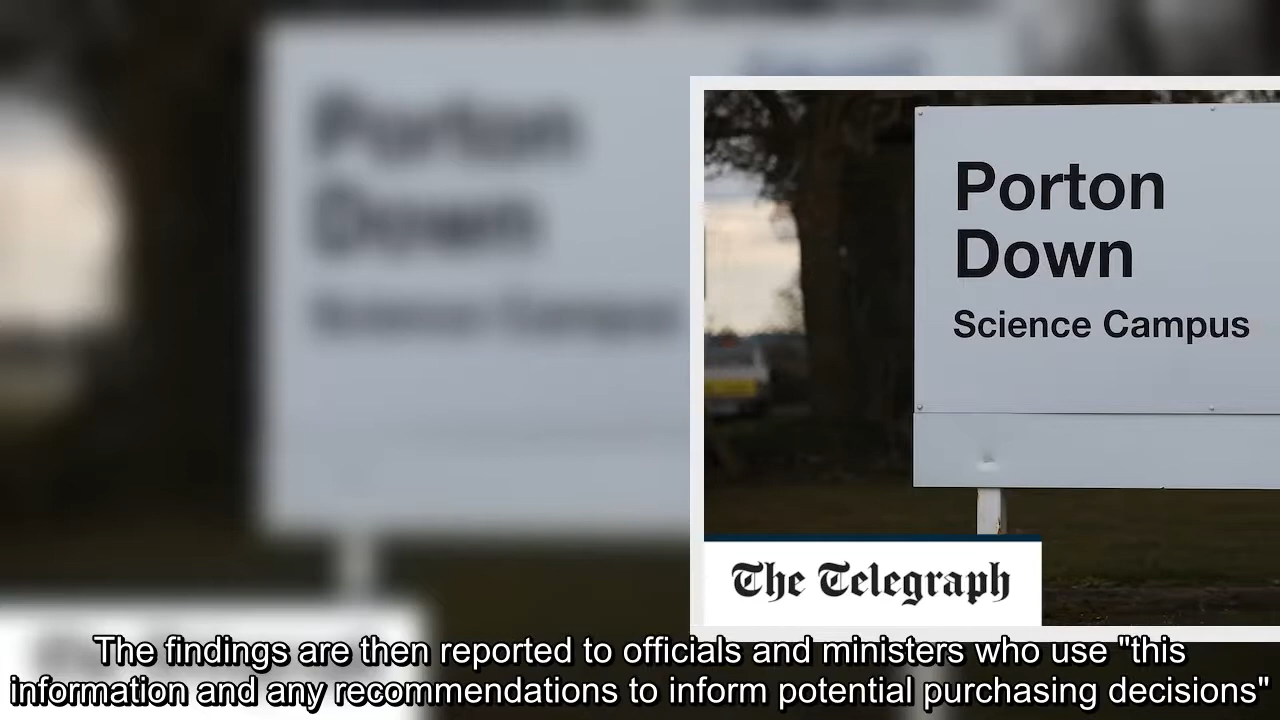 Porton
Down
Science Campus
The Telegraph
The findings are then reported to officials and ministers who use "this
information and any recommendations to inform potential purchasing decisions"